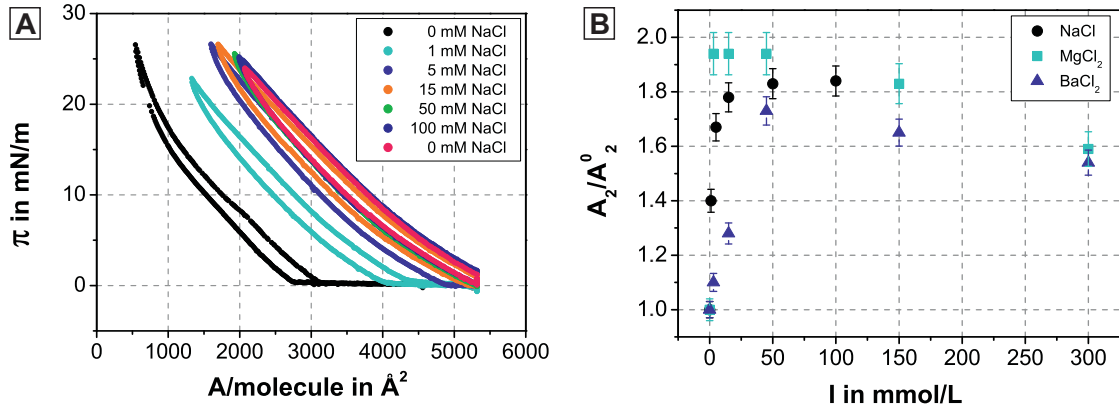 A
π in mN/m
30
20
10
0
0 mM NaCl
1 mM NaCl
5 mM NaCl
15 mM NaCl
50 mM NaCl
100 mM NaCl
0 mM NaCl
0 1000 2000 3000 4000 5000 6000
A/molecule in Å²
B
A₂/A⁰₂
2.0
1.8
1.6
1.4
1.2
1.0
NaCl
MgCl₂
BaCl₂
0 50 100 150 200 250 300
I in mmol/L